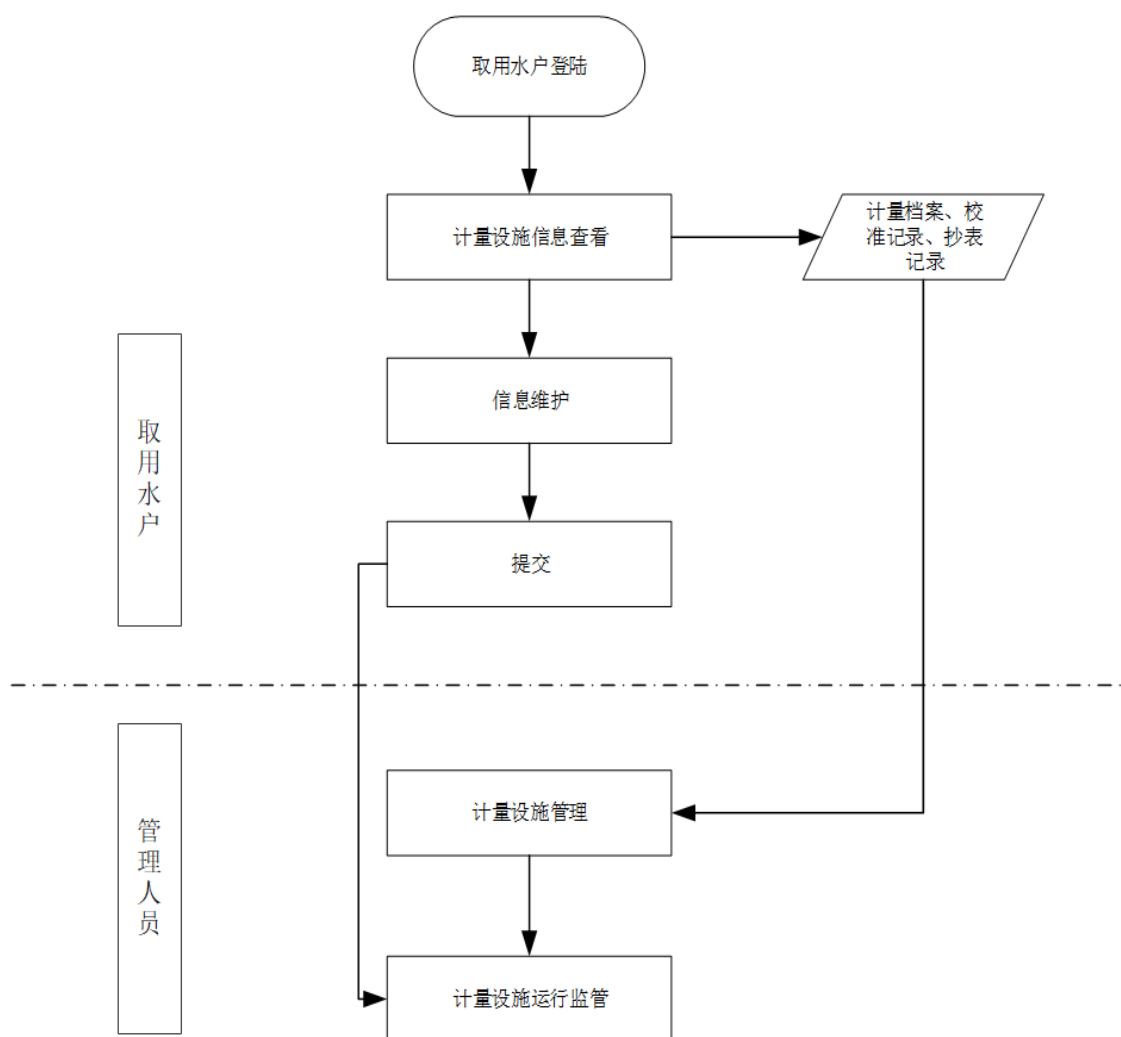 取用水户登陆
计量设施信息查看
计量档案、校
准记录、抄表
记录
信息维护
取
用
水
户
提交
计量设施管理
管
理
人
员
计量设施运行监管